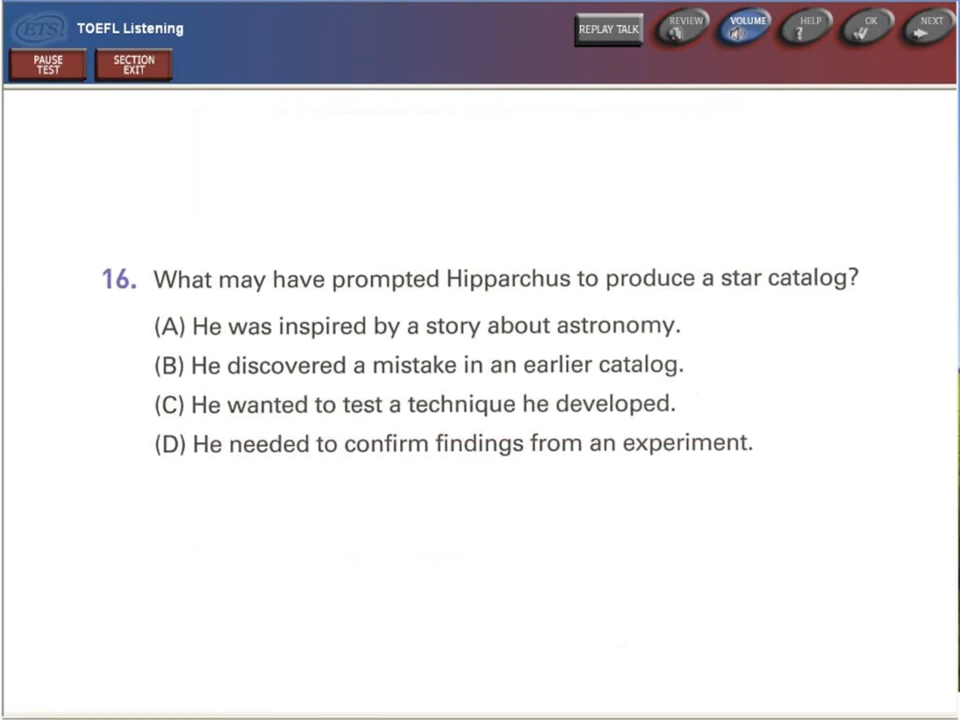 ETS
TOEFL Listening
REPLAY TALK
REVIEW
VOLUME
HELP
?
OK
NEXT
PAUSE
TEST
SECTION
EXIT
16. What may have prompted Hipparchus to produce a star catalog?
(A) He was inspired by a story about astronomy.
(B) He discovered a mistake in an earlier catalog.
(C) He wanted to test a technique he developed.
(D) He needed to confirm findings from an experiment.